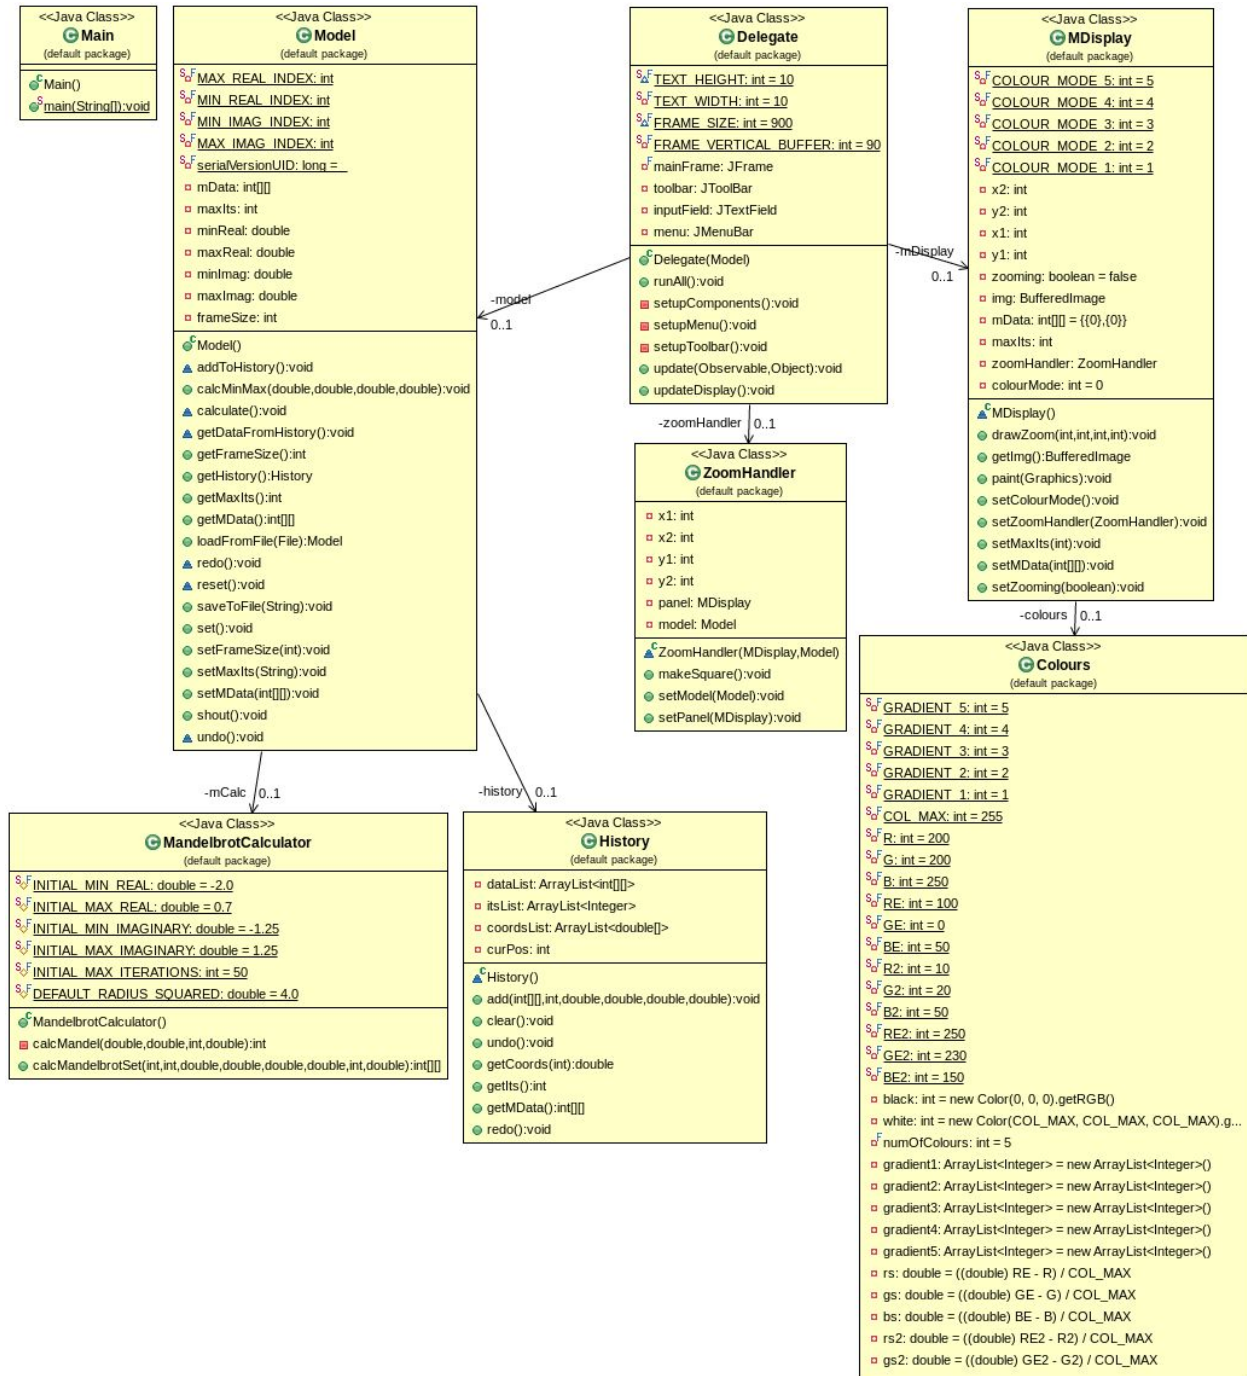 <<Java Class>>
Main
(default package)
Main()
main(String[]):void
<<Java Class>>
Model
(default package)
MAX_REAL_INDEX: int
MIN_REAL_INDEX: int
MIN_IMAG_INDEX: int
MAX_IMAG_INDEX: int
serialVersionUID: long =
mData: int[][]
maxIts: int
minReal: double
maxReal: double
minImag: double
maxImag: double
frameSize: int
Model()
addToHistory():void
calcMinMax(double,double,double,double):void
calculate():void
getDataFromHistory():void
getFrameSize():int
getHistory():History
getMaxIts():int
getMData():int[][]
loadFromFile(File):Model
redo():void
reset():void
saveToFile(String):void
set():void
setFrameSize(int):void
setMaxIts(String):void
setMData(int[][]):void
shout():void
undo():void
<<Java Class>>
Delegate
(default package)
TEXT_HEIGHT: int = 10
TEXT_WIDTH: int = 10
FRAME_SIZE: int = 900
FRAME_VERTICAL_BUFFER: int = 90
mainFrame: JFrame
toolbar: JToolBar
inputField: JTextField
menu: JMenuBar
Delegate(Model)
runAll():void
setupComponents():void
setupMenu():void
setupToolbar():void
update(Observable,Object):void
updateDisplay():void
-model
0..1
-mDisplay
0..1
<<Java Class>>
MDisplay
(default package)
COLOUR_MODE_5: int = 5
COLOUR_MODE_4: int = 4
COLOUR_MODE_3: int = 3
COLOUR_MODE_2: int = 2
COLOUR_MODE_1: int = 1
x2: int
y2: int
x1: int
y1: int
zooming: boolean = false
img: BufferedImage
mData: int[][] = {{0},{0}}
maxIts: int
zoomHandler: ZoomHandler
colourMode: int = 0
MDisplay()
drawZoom(int,int,int,int):void
getImg():BufferedImage
paint(Graphics):void
setColourMode():void
setZoomHandler(ZoomHandler):void
setMaxIts(int):void
setMData(int[][]):void
setZooming(boolean):void
-zoomHandler 0..1
<<Java Class>>
ZoomHandler
(default package)
x1: int
x2: int
y1: int
y2: int
panel: MDisplay
model: Model
ZoomHandler(MDisplay,Model)
makeSquare():void
setModel(Model):void
setPanel(MDisplay):void
-colours 0..1
<<Java Class>>
Colours
(default package)
GRADIENT_5: int = 5
GRADIENT_4: int = 4
GRADIENT_3: int = 3
GRADIENT_2: int = 2
GRADIENT_1: int = 1
COL_MAX: int = 255
R: int = 200
G: int = 200
B: int = 250
RE: int = 100
GE: int = 0
BE: int = 50
R2: int = 10
G2: int = 20
B2: int = 50
RE2: int = 250
GE2: int = 230
BE2: int = 150
black: int = new Color(0, 0, 0).getRGB()
white: int = new Color(COL_MAX, COL_MAX, COL_MAX).g...
numOfColours: int = 5
gradient1: ArrayList<Integer> = new ArrayList<Integer>()
gradient2: ArrayList<Integer> = new ArrayList<Integer>()
gradient3: ArrayList<Integer> = new ArrayList<Integer>()
gradient4: ArrayList<Integer> = new ArrayList<Integer>()
gradient5: ArrayList<Integer> = new ArrayList<Integer>()
rs: double = ((double) RE - R) / COL_MAX
gs: double = ((double) GE - G) / COL_MAX
bs: double = ((double) BE - B) / COL_MAX
rs2: double = ((double) RE2 - R2) / COL_MAX
gs2: double = ((double) GE2 - G2) / COL_MAX
-mCalc 0..1
<<Java Class>>
MandelbrotCalculator
(default package)
INITIAL_MIN_REAL: double = -2.0
INITIAL_MAX_REAL: double = 0.7
INITIAL_MIN_IMAGINARY: double = -1.25
INITIAL_MAX_IMAGINARY: double = 1.25
INITIAL_MAX_ITERATIONS: int = 50
DEFAULT_RADIUS_SQUARED: double = 4.0
MandelbrotCalculator()
calcMandel(double,double,int,double):int
calcMandelbrotSet(int,int,double,double,double,double,int,double):int[][]
-history 0..1
<<Java Class>>
History
(default package)
dataList: ArrayList<int[][]>
itsList: ArrayList<Integer>
coordsList: ArrayList<double[]>
curPos: int
History()
add(int[][],int,double,double,double,double):void
clear():void
undo():void
getCoords(int):double
getIts():int
getMData():int[][]
redo():void